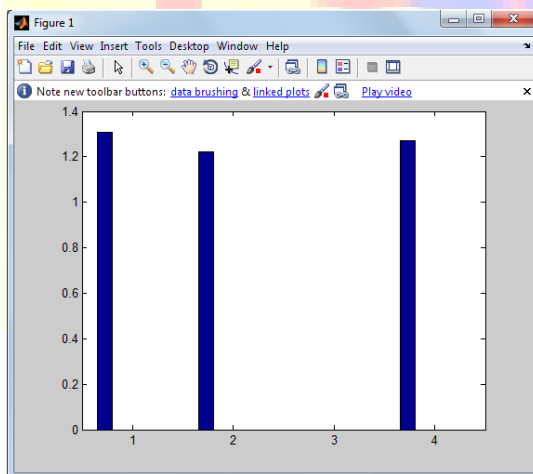 Figure 1
File Edit View Insert Tools Desktop Window Help
Note new toolbar buttons: data brushing & linked plots Play video
1.4
1.2
1
0.8
0.6
0.4
0.2
0
1 2 3 4